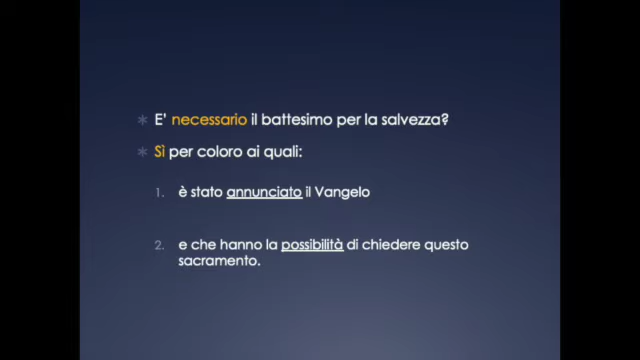 E' necessario il battesimo per la salvezza?
Sì per coloro ai quali:
1. è stato annunciato il Vangelo
2. e che hanno la possibilità di chiedere questo
sacramento.